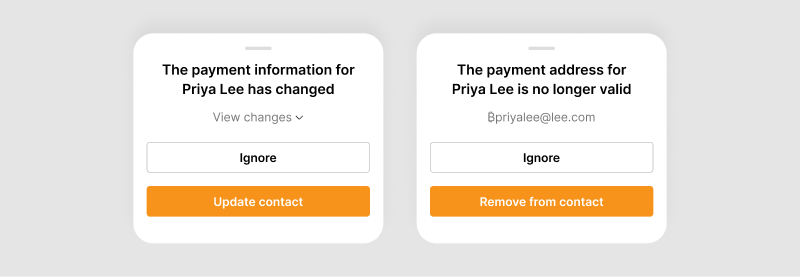 The payment information for
Priya Lee has changed
View changes
Ignore
Update contact
The payment address for
Priya Lee is no longer valid
₿priyalee@lee.com
Ignore
Remove from contact